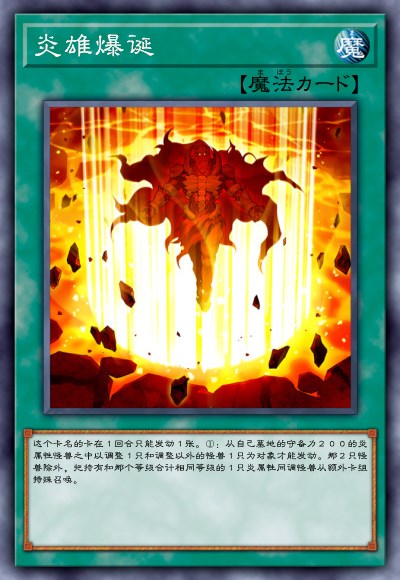 炎雄爆诞
魔
【魔法カード】
ま ほう
这个卡名的卡在1回合只能发动1张。①：从自己墓地的守备力200的炎
属性怪兽之中以调整1只和调整以外的怪兽1只为对象才能发动。那2只怪
兽除外，把持有和那个等级合计相同等级的1只炎属性同调怪兽从额外卡组
特殊召唤。